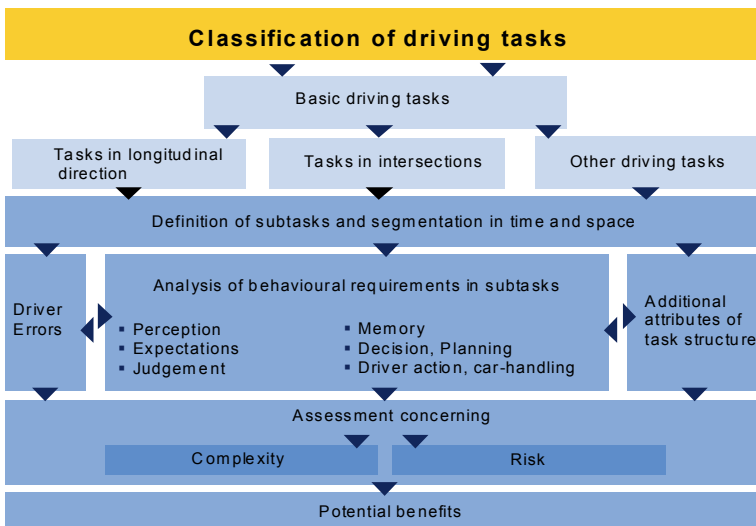 Classification of driving tasks
Basic driving tasks
Tasks in longitudinal
direction
Tasks in intersections
Other driving tasks
Definition of subtasks and segmentation in time and space
Driver
Errors
Analysis of behavioural requirements in subtasks
▪ Perception
▪ Expectations
▪ Judgement
▪ Memory
▪ Decision, Planning
▪ Driver action, car-handling
Additional
attributes of
task structure
Assessment concerning
Complexity
Risk
Potential benefits